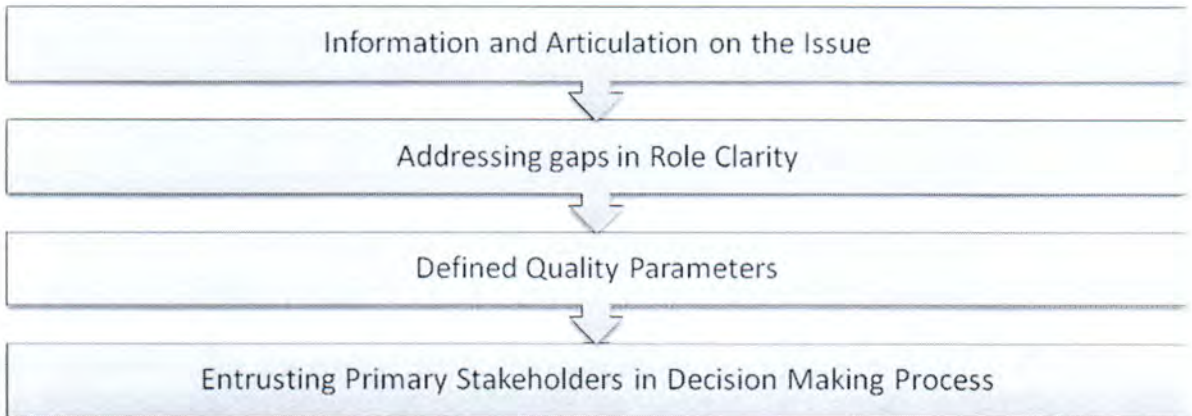 Information and Articulation on the Issue
Addressing gaps in Role Clarity
Defined Quality Parameters
Entrusting Primary Stakeholders in Decision Making Process